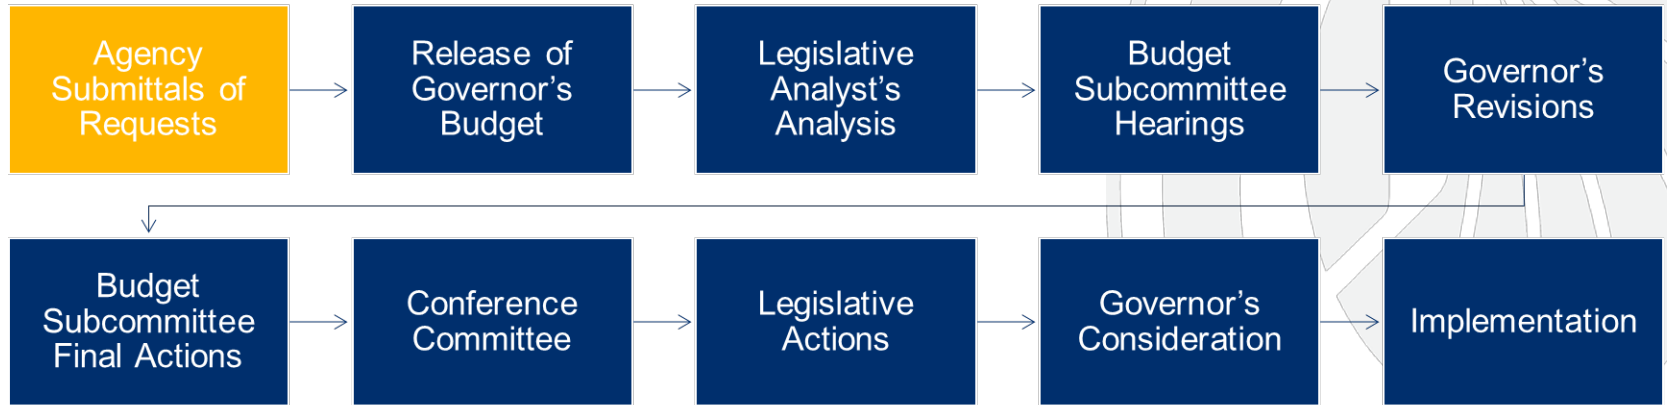 Agency
Submittals of
Requests
Release of
Governor’s
Budget
Legislative
Analyst’s
Analysis
Budget
Subcommittee
Hearings
Governor’s
Revisions
Budget
Subcommittee
Final Actions
Conference
Committee
Legislative
Actions
Governor’s
Consideration
Implementation